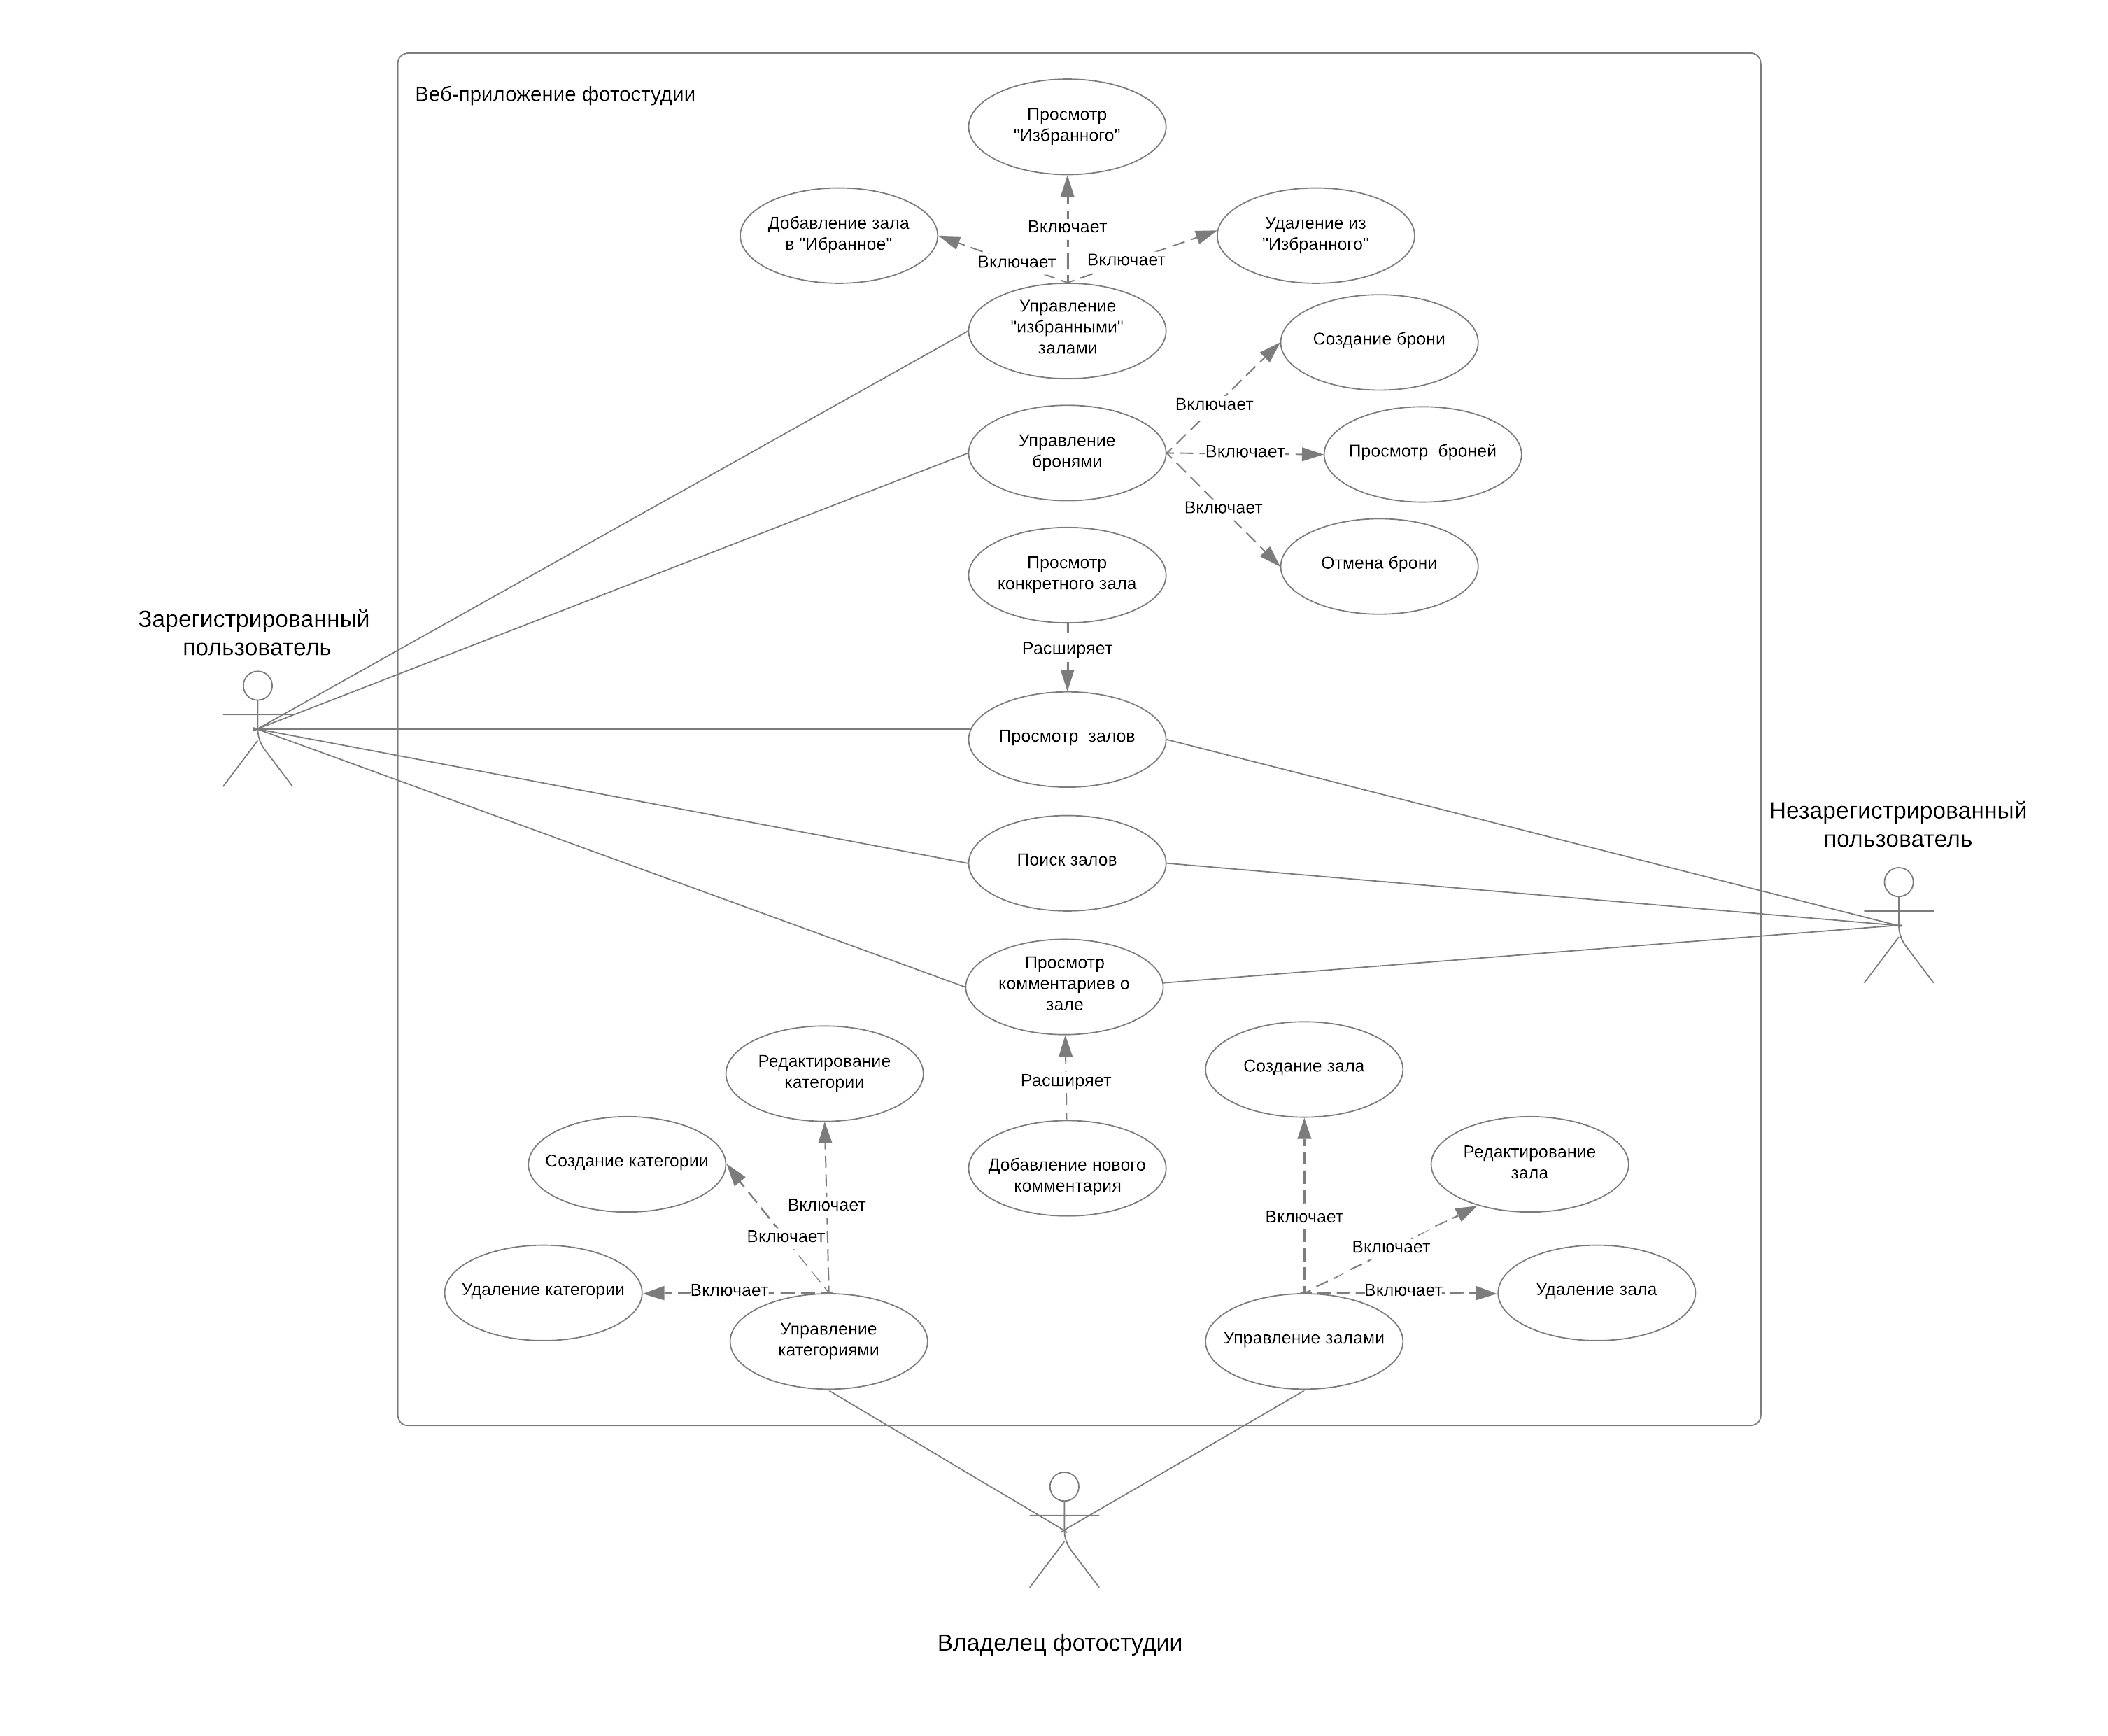 Веб-приложение фотостудии
Просмотр
"Избранного"
Добавление зала
в "Ибранное"
Включает
Удаление из
"Избранного"
Включает
Включает
Управление
"избранными"
залами
Создание брони
Включает
Управление
бронями
Включает
Просмотр  броней
Включает
Отмена брони
Просмотр
конкретного зала
Расширяет
Зарегистрированный
пользователь
Просмотр  залов
Незарегистрированный
пользователь
Поиск залов
Просмотр
комментариев о
зале
Редактирование
категории
Расширяет
Создание зала
Создание категории
Добавление нового
комментария
Редактирование
зала
Включает
Включает
Включает
Включает
Удаление категории
Включает
Включает
Удаление зала
Управление
категориями
Управление залами
Владелец фотостудии